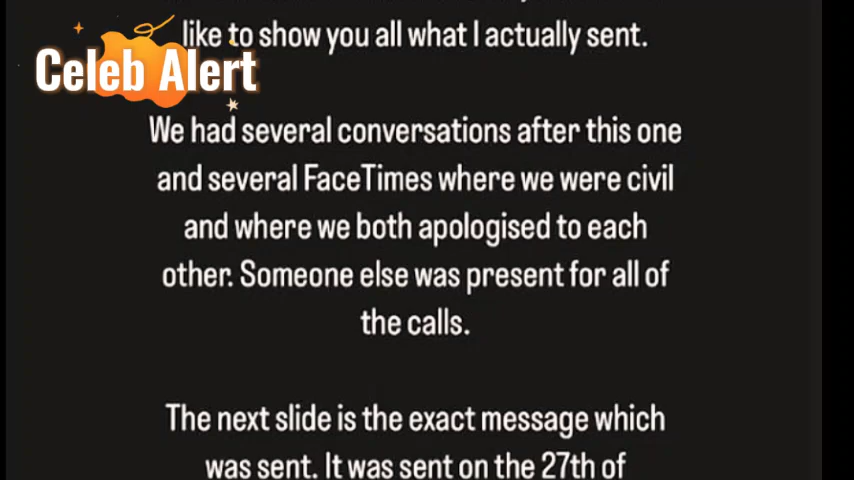 like to show you all what I actually sent.
Celeb Alert
We had several conversations after this one
and several FaceTimes where we were civil
and where we both apologised to each
other. Someone else was present for all of
the calls.
The next slide is the exact message which
was sent. It was sent on the 27th of